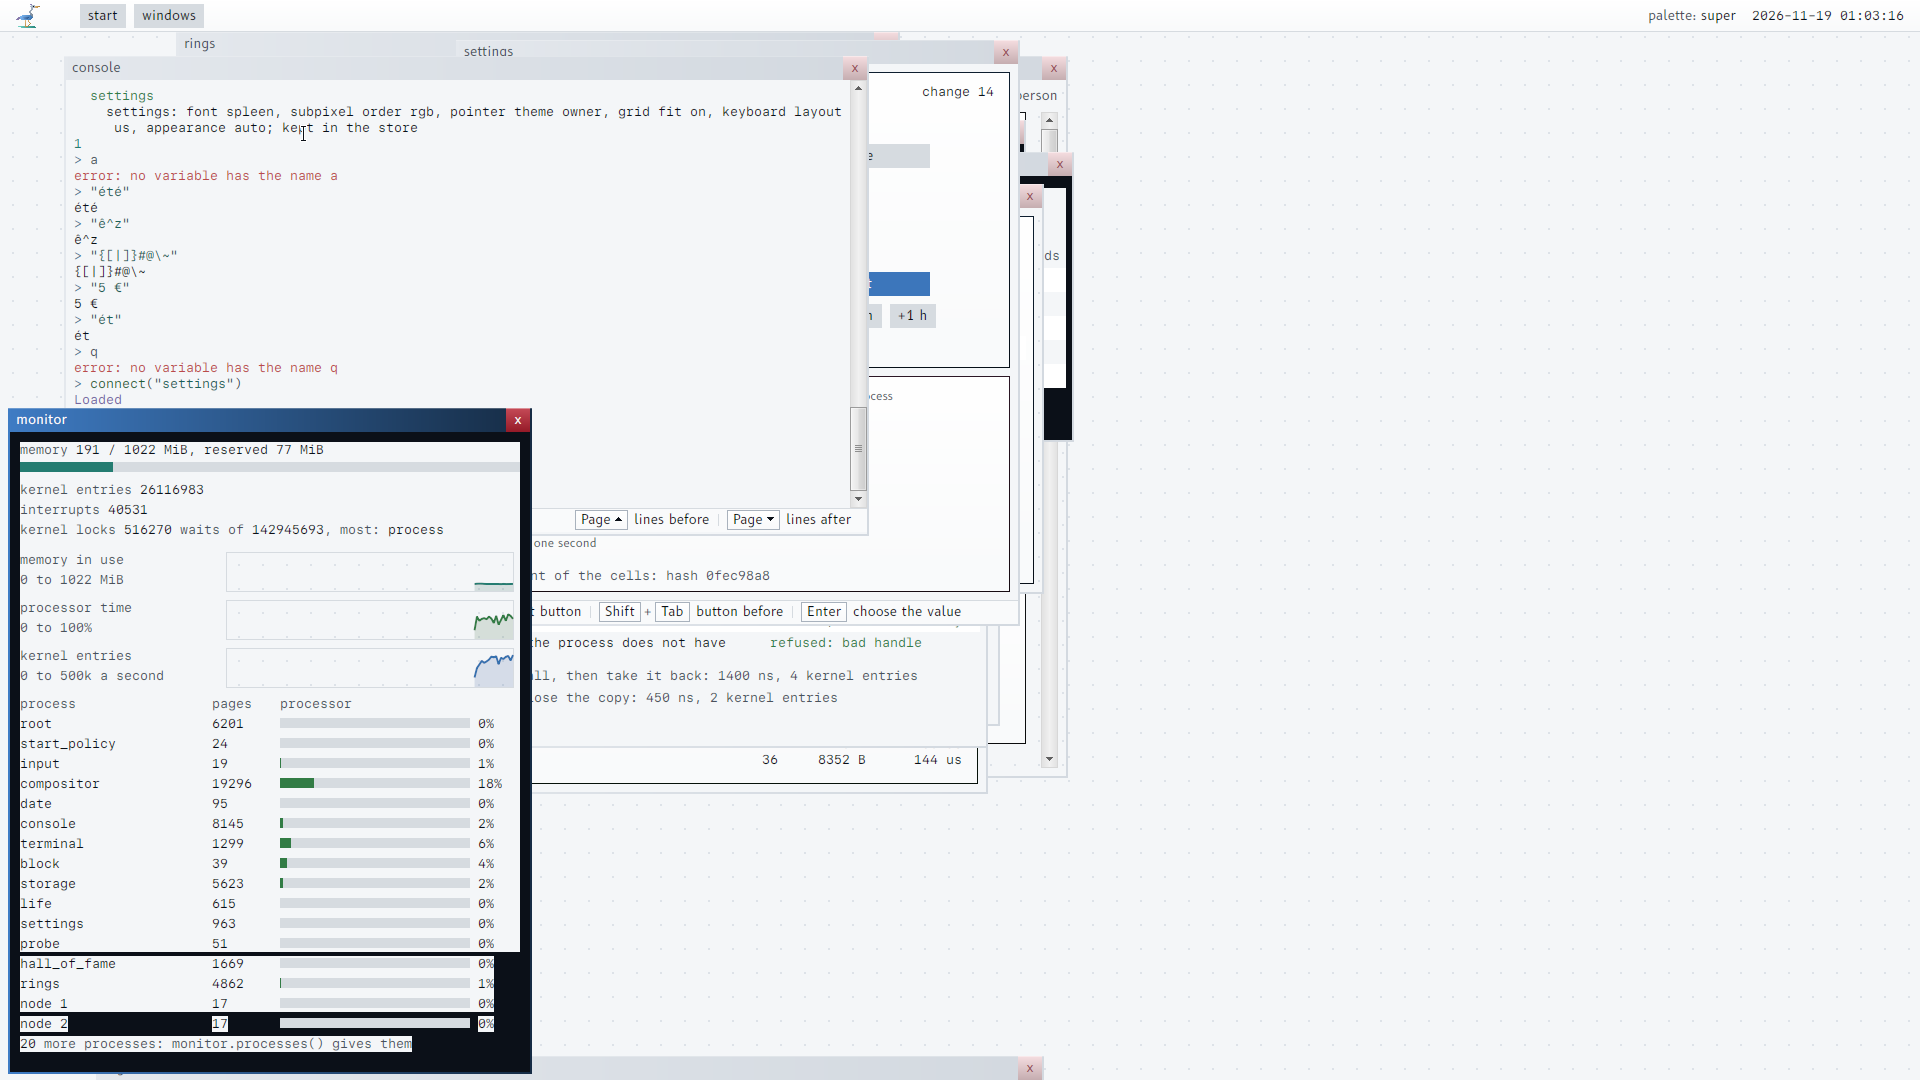 start windows palette: super 2026-11-19 01:03:16
rings
settings x
console x x
settings
settings: font spleen, subpixel order rgb, pointer theme owner, grid fit on, keyboard layout
us, appearance auto; kept in the store
change 14
erson
1
> a
error: no variable has the name a
> "été"
été
> "ê^z"
ê^z
> "{[|]}#@\~"
{[|]}#@\~
> "5 €"
5 €
> "ét"
ét
> q
error: no variable has the name q
> connect("settings")
Loaded
x
x
ds
+1 h
cess
Page lines before Page lines after
one second
nt of the cells: hash 0fec98a8
button Shift + Tab button before Enter choose the value
the process does not have refused: bad handle
all, then take it back: 1400 ns, 4 kernel entries
ose the copy: 450 ns, 2 kernel entries
36 8352 B 144 us
monitor x
memory 191 / 1022 MiB, reserved 77 MiB
kernel entries 26116983
interrupts 40531
kernel locks 516270 waits of 142945693, most: process
memory in use
0 to 1022 MiB
processor time
0 to 100%
kernel entries
0 to 500k a second
process pages processor
root 6201 0%
start_policy 24 0%
input 19 1%
compositor 19296 18%
date 95 0%
console 8145 2%
terminal 1299 6%
block 39 4%
storage 5623 2%
life 615 0%
settings 963 0%
probe 51 0%
hall_of_fame 1669 0%
rings 4862 1%
node 1 17 0%
node 2 17 0%
20 more processes: monitor.processes() gives them
x